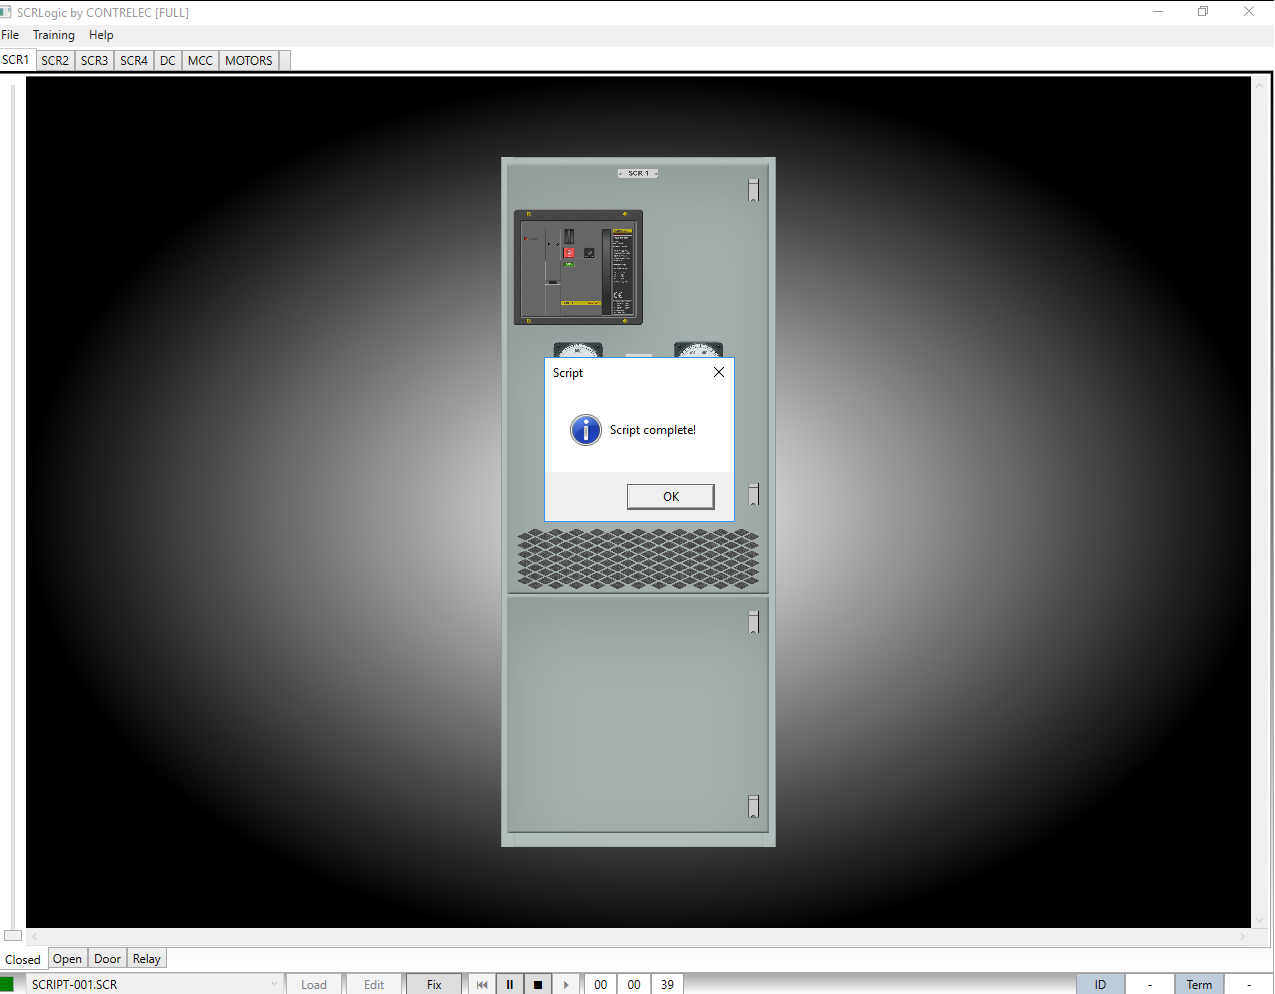 SCRLogic by CONTRELEC [FULL]
File Training Help
SCR1 SCR2 SCR3 SCR4 DC MCC MOTORS
SCR 1
Script
Script complete!
OK
Closed Open Door Relay
SCRIPT-001.SCR Load Edit Fix 00 00 39 ID - Term -